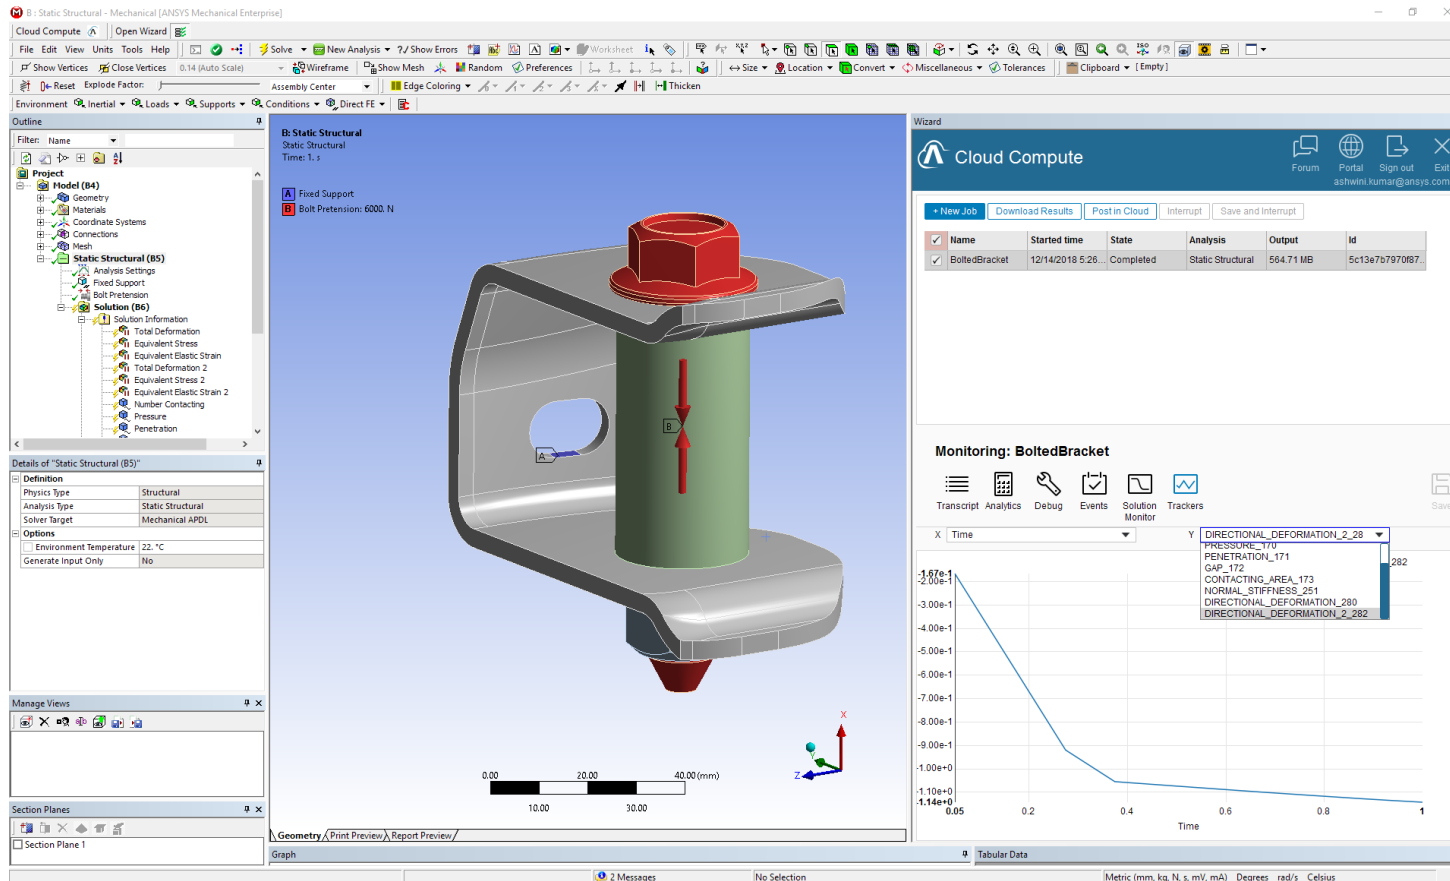 B : Static Structural - Mechanical [ANSYS Mechanical Enterprise]
Cloud Compute Open Wizard
File Edit View Units Tools Help Solve New Analysis ?/ Show Errors Worksheet
Show Vertices Close Vertices 0.14 (Auto Scale) Wireframe Show Mesh Random Preferences Size Location Convert Miscellaneous Tolerances Clipboard [Empty]
Reset Explode Factor: Assembly Center Edge Coloring Thicken
Environment Inertial Loads Supports Conditions Direct FE
Outline
Filter: Name
Project
Model (B4)
Geometry
Materials
Coordinate Systems
Connections
Mesh
Static Structural (B5)
Analysis Settings
Fixed Support
Bolt Pretension
Solution (B6)
Solution Information
Total Deformation
Equivalent Stress
Equivalent Elastic Strain
Total Deformation 2
Equivalent Stress 2
Equivalent Elastic Strain 2
Number Contacting
Pressure
Penetration
Details of "Static Structural (B5)"
Definition
Physics Type Structural
Analysis Type Static Structural
Solver Target Mechanical APDL
Options
Environment Temperature 22. °C
Generate Input Only No
Manage Views
Section Planes
Section Plane 1
B: Static Structural
Static Structural
Time: 1. s
A Fixed Support
B Bolt Pretension: 6000. N
B
A
X
Y
Z
0.00 20.00 40.00 (mm)
10.00 30.00
Geometry Print Preview Report Preview
Graph
Tabular Data
Wizard
Cloud Compute
Forum Portal Sign out Exit
ashwini.kumar@ansys.com
+ New Job Download Results Post in Cloud Interrupt Save and Interrupt
Name Started time State Analysis Output Id
BoltedBracket 12/14/2018 5:26... Completed Static Structural 564.71 MB 5c13e7b7970f87..
Monitoring: BoltedBracket
Transcript Analytics Debug Events Solution Monitor Trackers Save
X Time Y DIRECTIONAL_DEFORMATION_2_28
PRESSURE_170
PENETRATION_171
GAP_172
CONTACTING_AREA_173
NORMAL_STIFFNESS_251
DIRECTIONAL_DEFORMATION_280
DIRECTIONAL_DEFORMATION_2_282
_282
-1.67e-1
-2.00e-1
-3.00e-1
-4.00e-1
-5.00e-1
-6.00e-1
-7.00e-1
-8.00e-1
-9.00e-1
-1.00e+0
-1.10e+0
-1.14e+0
0.05 0.2 0.4 0.6 0.8 1
Time
2 Messages No Selection Metric (mm, kg, N, s, mV, mA) Degrees rad/s Celsius